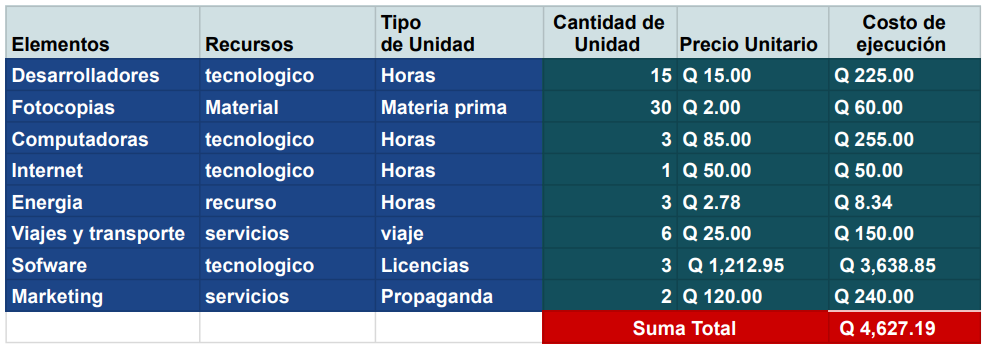 Elementos Recursos Tipo de Unidad Cantidad de Unidad Precio Unitario Costo de ejecución
Desarrolladores tecnologico Horas 15 Q 15.00 Q 225.00
Fotocopias Material Materia prima 30 Q 2.00 Q 60.00
Computadoras tecnologico Horas 3 Q 85.00 Q 255.00
Internet tecnologico Horas 1 Q 50.00 Q 50.00
Energia recurso Horas 3 Q 2.78 Q 8.34
Viajes y transporte servicios viaje 6 Q 25.00 Q 150.00
Sofware tecnologico Licencias 3 Q 1,212.95 Q 3,638.85
Marketing servicios Propaganda 2 Q 120.00 Q 240.00
Suma Total Q 4,627.19